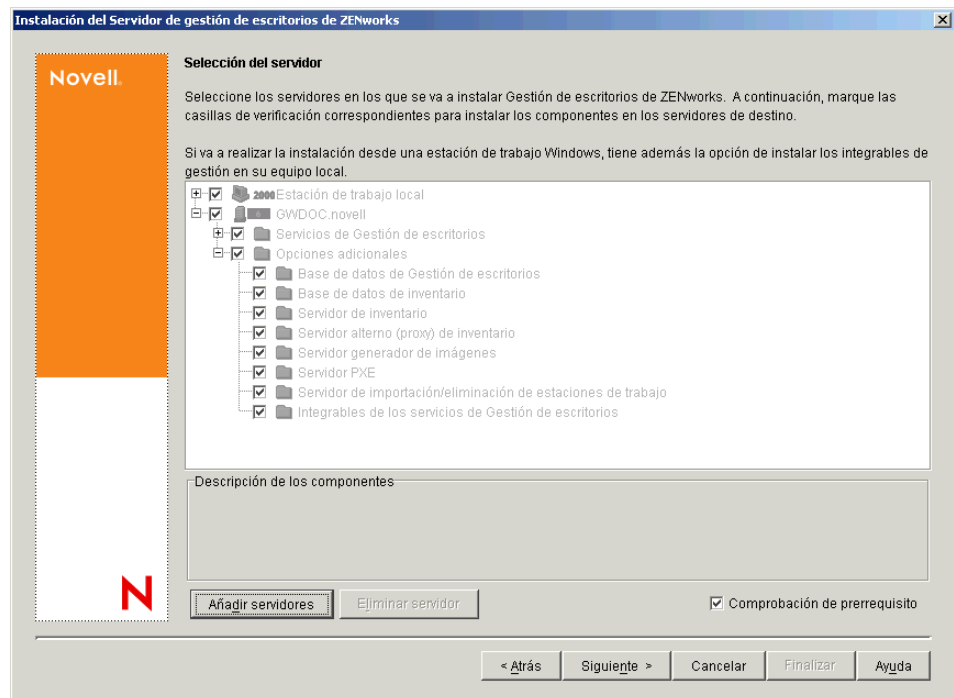 Instalación del Servidor de gestión de escritorios de ZENworks
Novell.
Selección del servidor
Seleccione los servidores en los que se va a instalar Gestión de escritorios de ZENworks. A continuación, marque las
casillas de verificación correspondientes para instalar los componentes en los servidores de destino.
Si va a realizar la instalación desde una estación de trabajo Windows, tiene además la opción de instalar los integrables de
gestión en su equipo local.
2000 Estación de trabajo local
6 GWDOC.novell
Servicios de Gestión de escritorios
Opciones adicionales
Base de datos de Gestión de escritorios
Base de datos de inventario
Servidor de inventario
Servidor alterno (proxy) de inventario
Servidor generador de imágenes
Servidor PXE
Servidor de importación/eliminación de estaciones de trabajo
Integrables de los servicios de Gestión de escritorios
Descripción de los componentes
N
Añadir servidores
Eliminar servidor
Comprobación de prerrequisito
< Atrás
Siguiente >
Cancelar
Finalizar
Ayuda